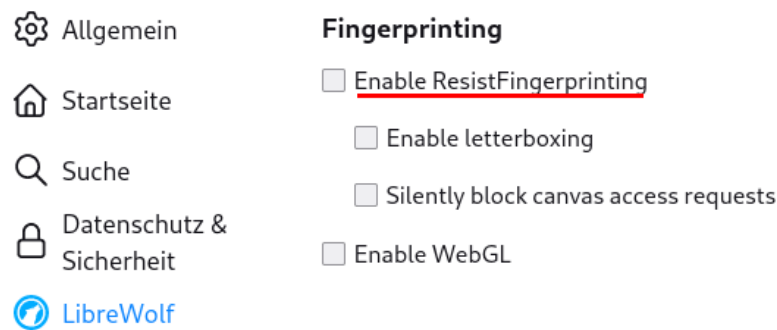 Allgemein
Startseite
Suche
Datenschutz &
Sicherheit
LibreWolf
Fingerprinting
Enable ResistFingerprinting
Enable letterboxing
Silently block canvas access requests
Enable WebGL